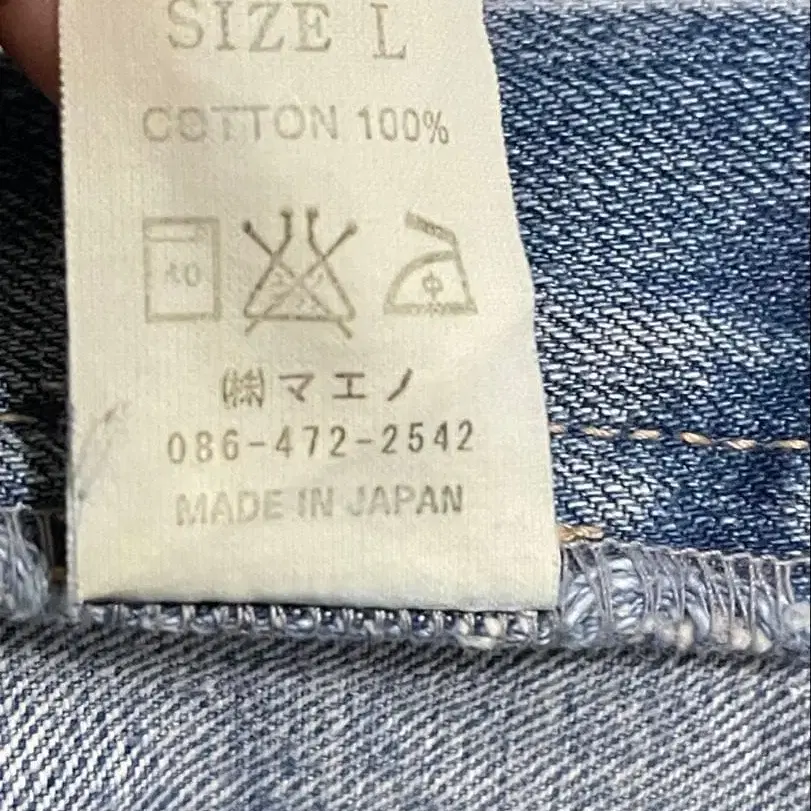 SIZE L
COTTON 100%
40 中
㈱マエノ
086-472-2542
MADE IN JAPAN